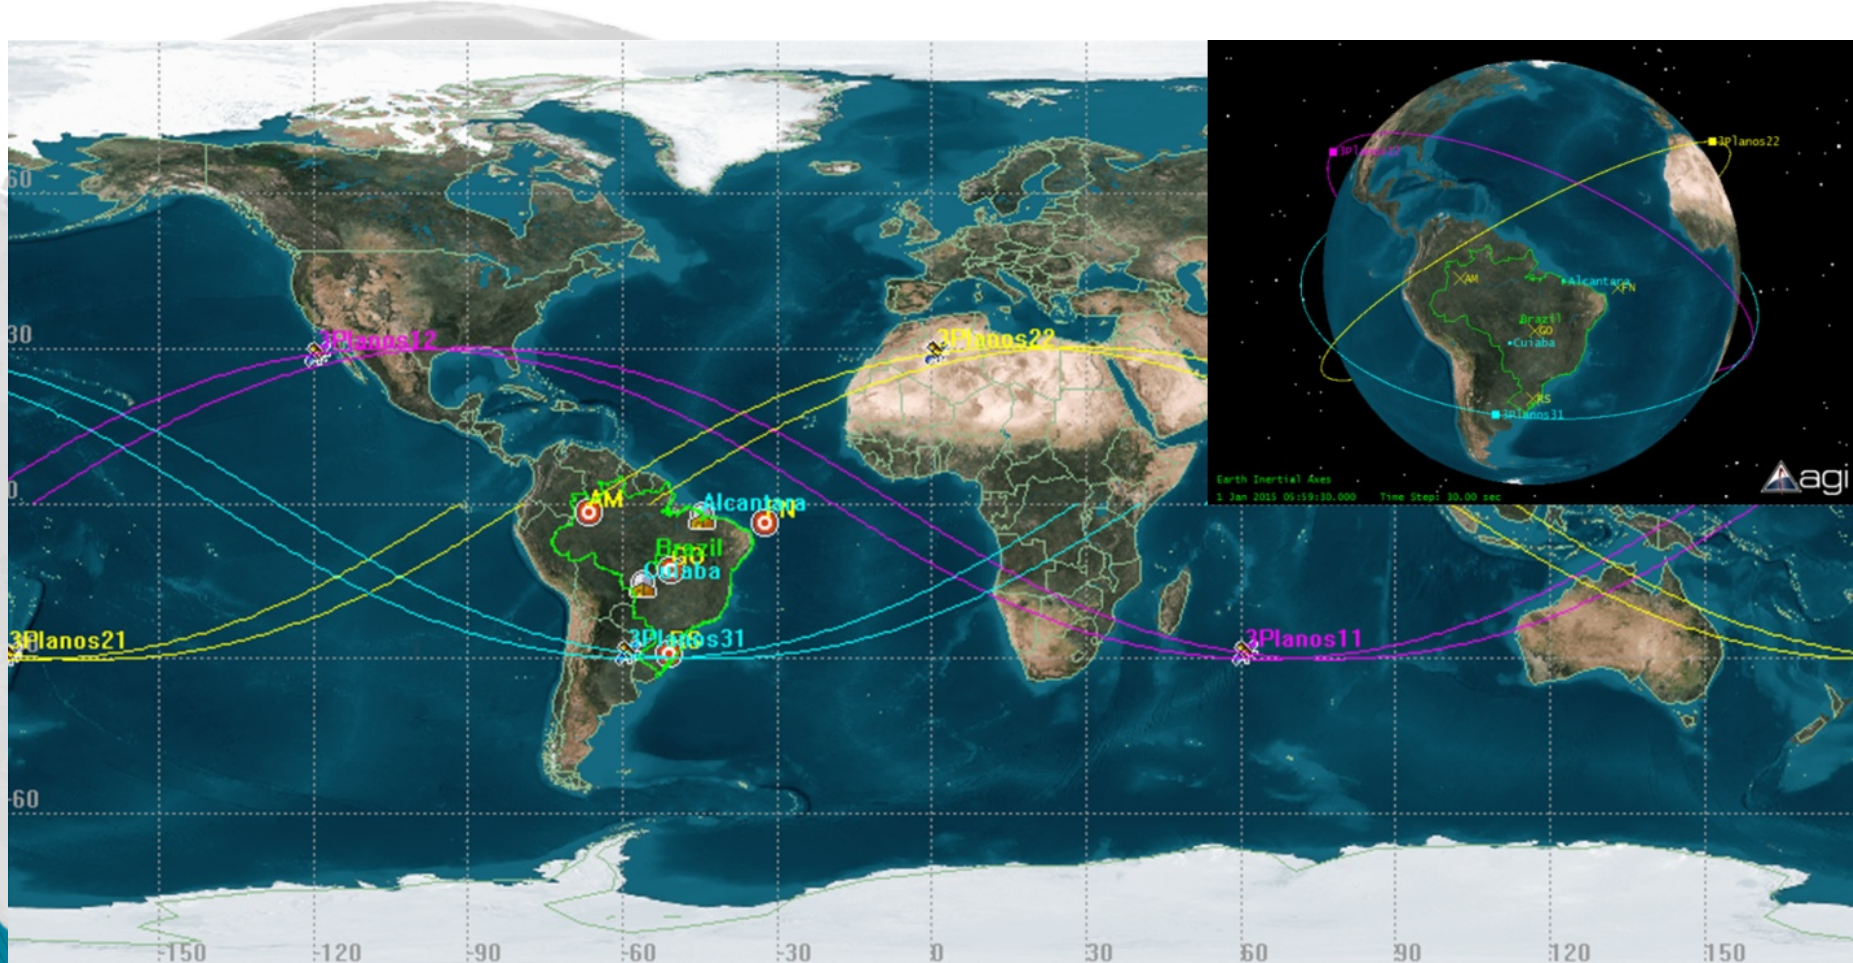 60
30
0
-60
-150
-120
-90
-60
-30
0
30
60
90
120
150
3Planos12
3Planos22
AM
Alcantara
FN
Brazil
GO
Cuiaba
3Planos21
3Planos31
RS
3Planos11
3Planos12
3Planos22
AM
Alcantara
FN
Brazil
GO
Cuiaba
RS
3Planos31
Earth Inertial Axes
1 Jan 2015 05:59:30.000 Time Step: 30.00 sec
agi